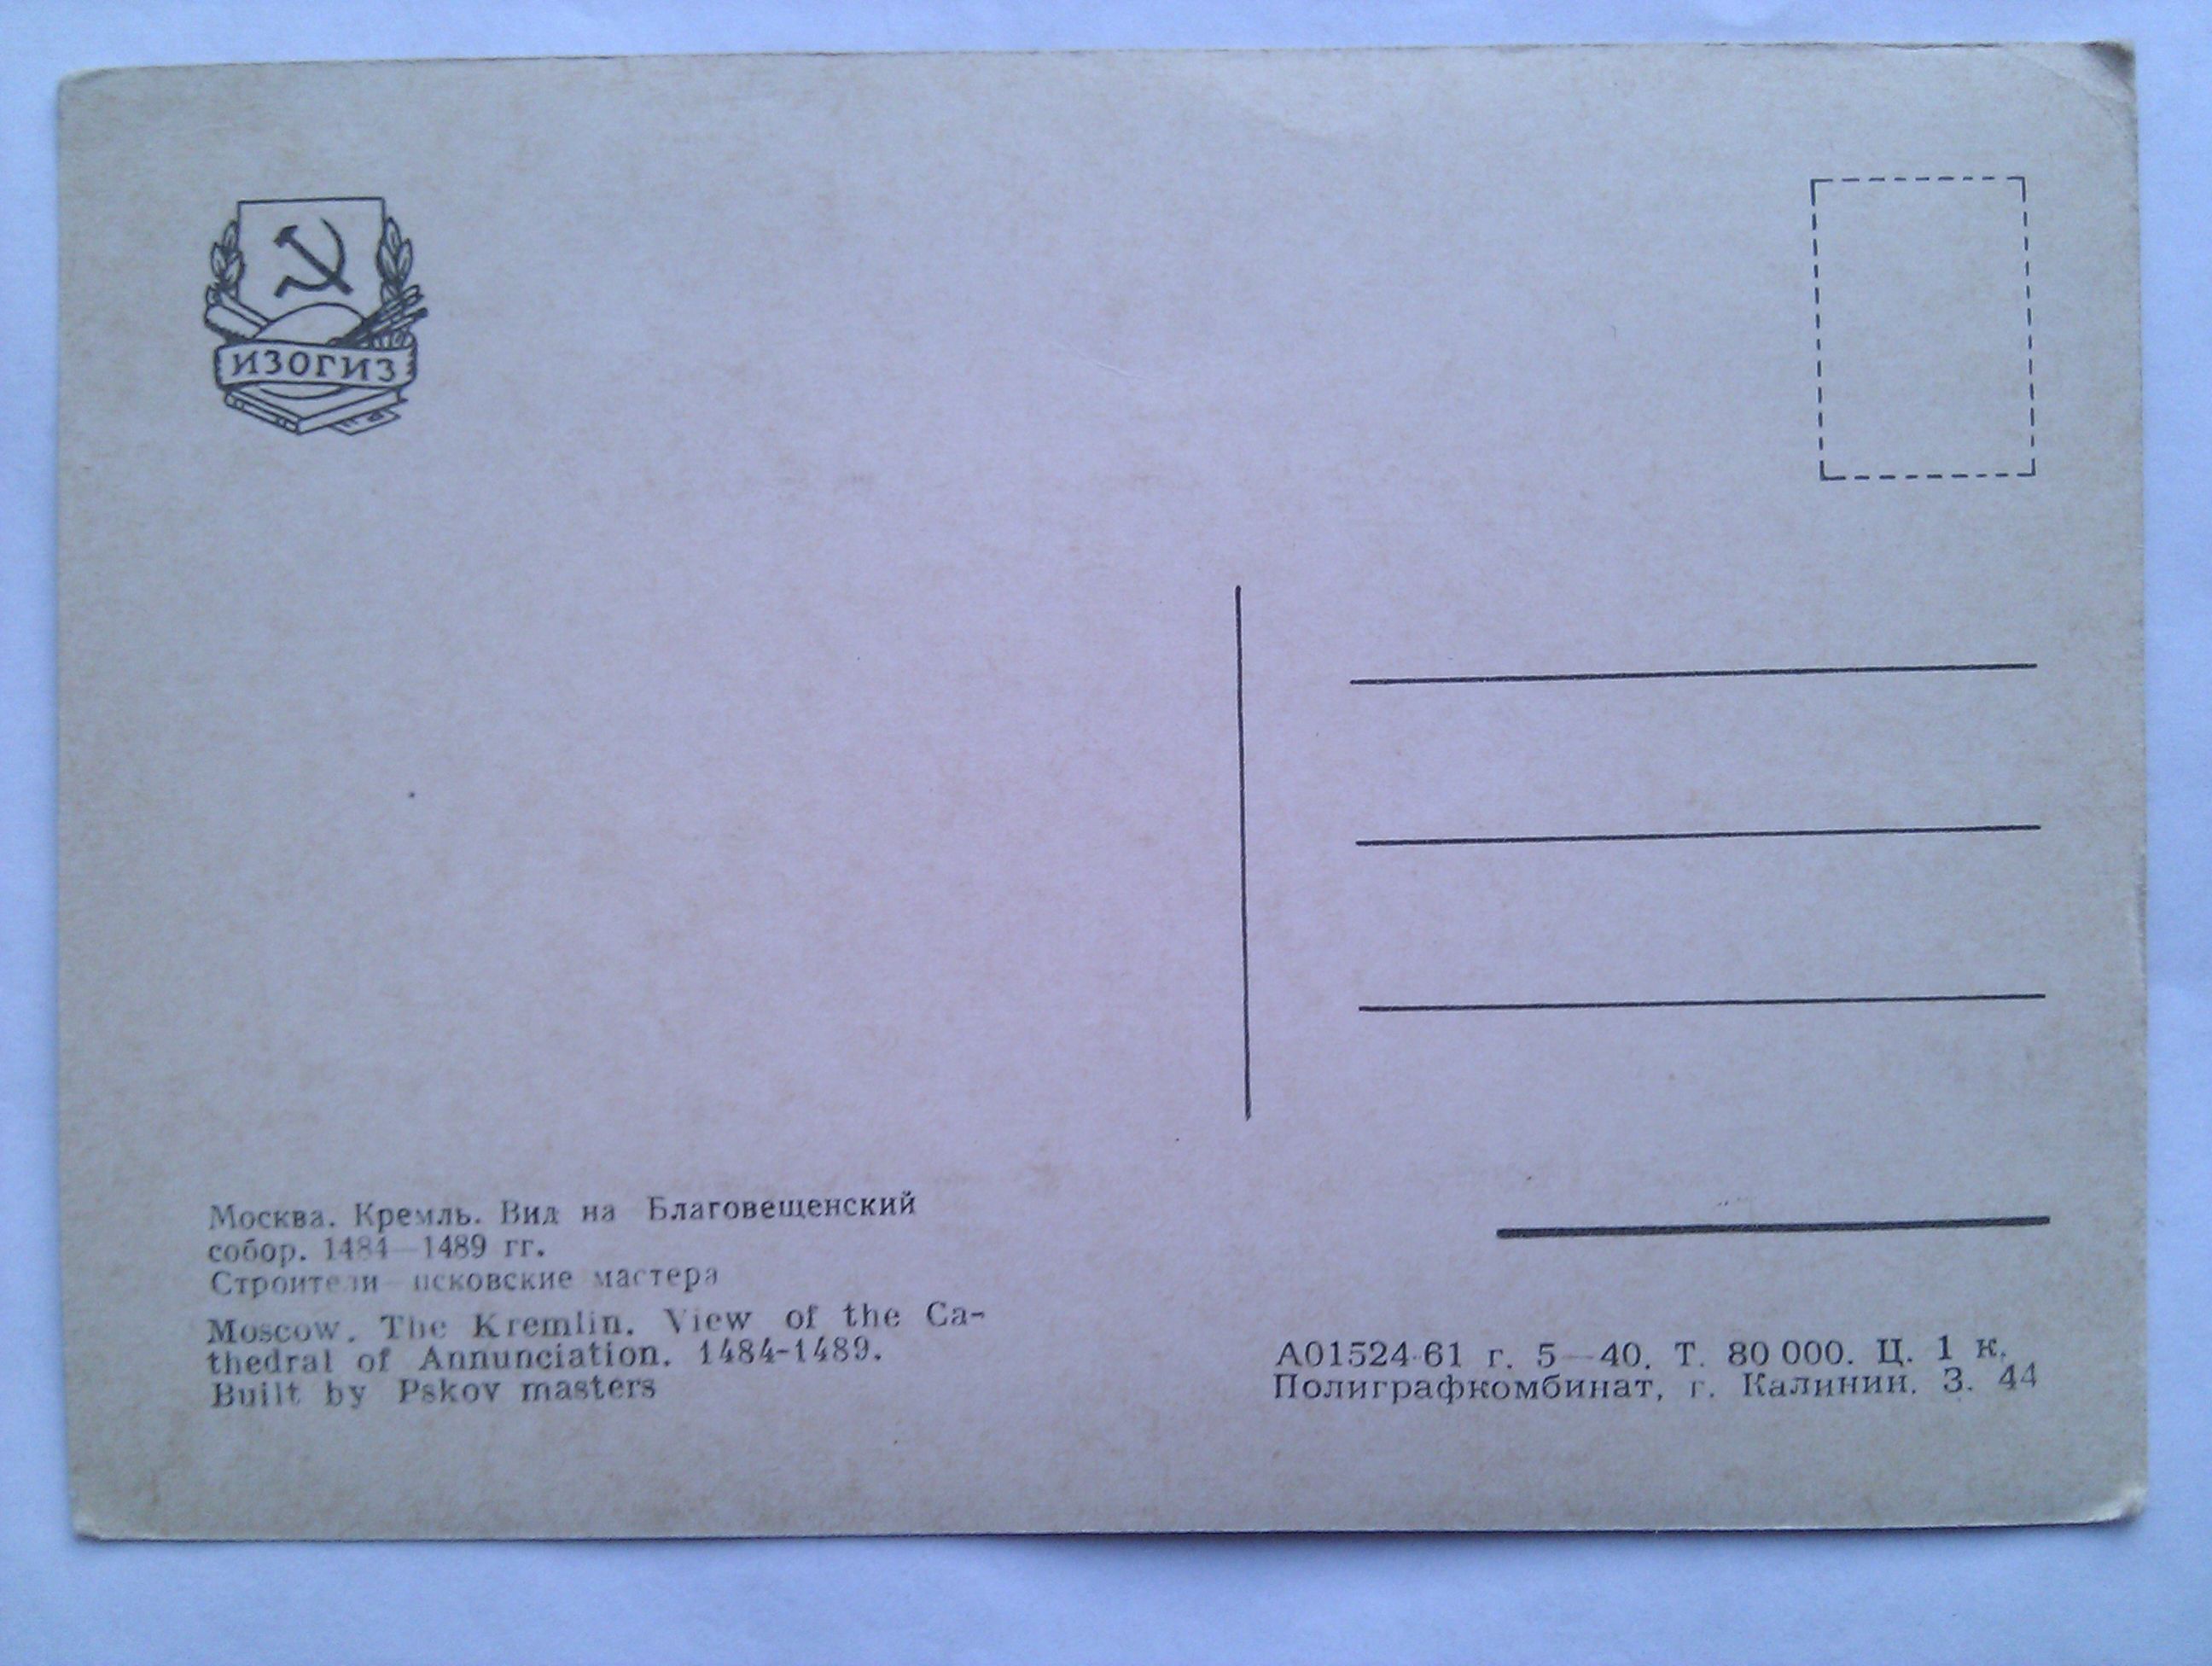 ИЗОГИЗ
Москва. Кремль. Вид на Благовещенский
собор. 1484—1489 гг.
Строители псковские мастера
Moscow. The Kremlin. View of the Ca-
thedral of Annunciation. 1484-1489.
Built by Pskov masters
А01524-61 г. 5—40. Т. 80 000. Ц. 1 к.
Полиграфкомбинат, г. Калинин. З. 44